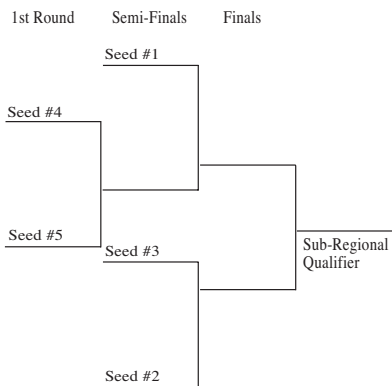 1st Round Semi-Finals Finals
Seed #1
Seed #4
Seed #5
Seed #3
Sub-Regional
Qualifier
Seed #2